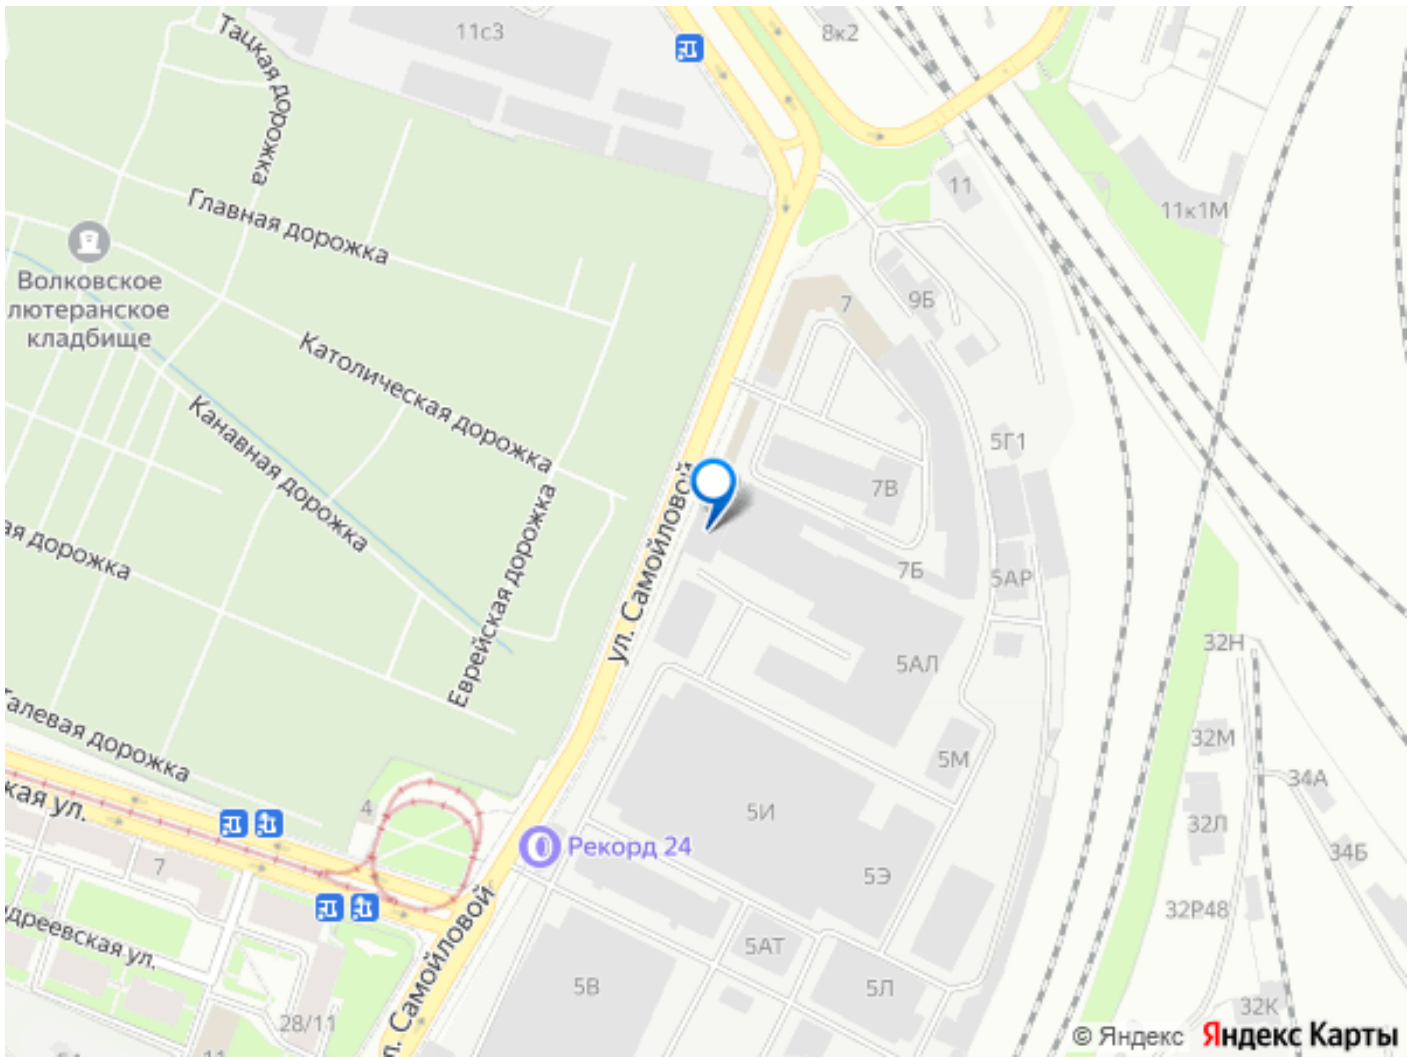 11с3
8к2
Тацкая дорожка
11
11к1М
Главная дорожка
Волковское
лютеранское
кладбище
9Б
7
Католическая дорожка
Канавная дорожка
5Г1
7В
ул. Самойловой
Еврейская дорожка
ая дорожка
7Б
5АР
32Н
5АЛ
алевая дорожка
5М
32М
34А
кая ул.
4
5И
32Л
Рекорд 24
34Б
7
5Э
32Р48
дреевская ул.
л. Самойловой
5АТ
5В
5Л
28/11
32К
11
© Яндекс Яндекс Карты